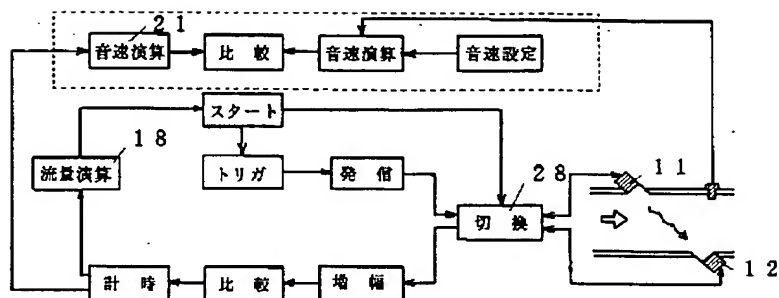 21
音速演算 比較 音速演算 音速設定
スタート
18
流量演算 トリガ 発信
28
切換
11
計時 比較 増幅
12